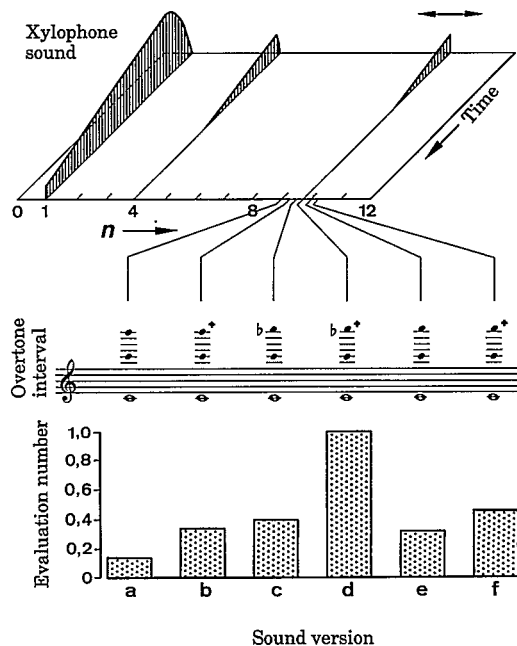 Xylophone
sound
Time
0 1 4 8 12
n
Overtone
interval
♭ ♭
+ + +
Evaluation number
1,0
0,8
0,6
0,4
0,2
0
a b c d e f
Sound version